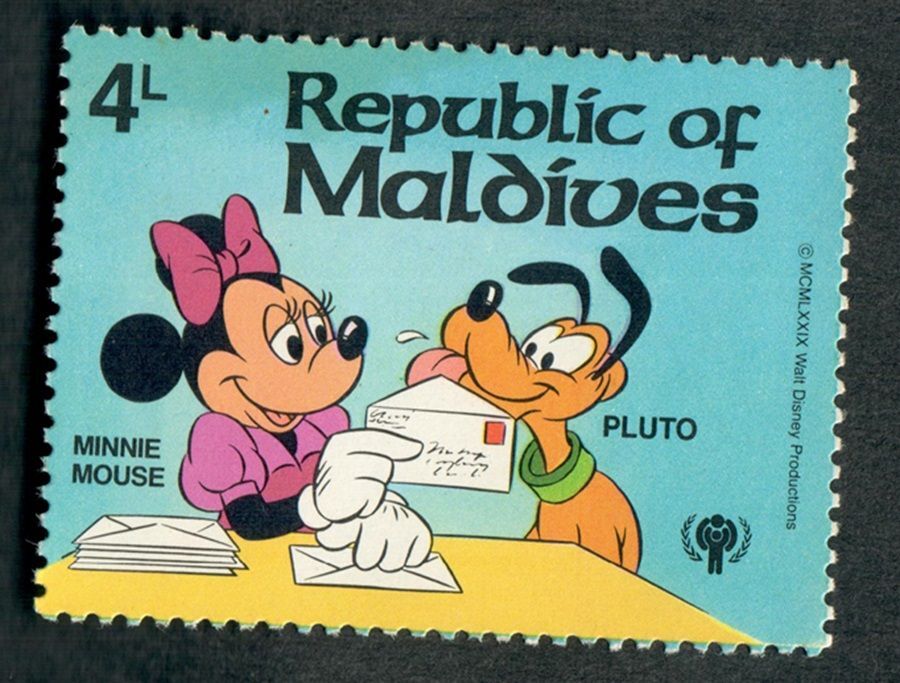 4L
Republic of
Maldives
MINNIE
MOUSE
PLUTO
© MCMLXXIX Walt Disney Productions